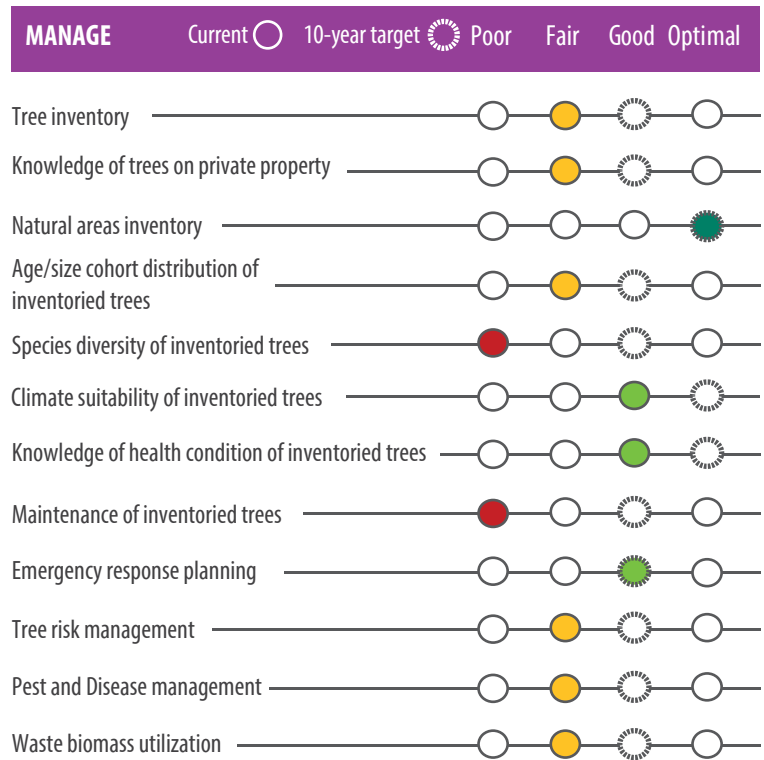 MANAGE Current 10-year target Poor Fair Good Optimal
Tree inventory
Knowledge of trees on private property
Natural areas inventory
Age/size cohort distribution of
inventoried trees
Species diversity of inventoried trees
Climate suitability of inventoried trees
Knowledge of health condition of inventoried trees
Maintenance of inventoried trees
Emergency response planning
Tree risk management
Pest and Disease management
Waste biomass utilization